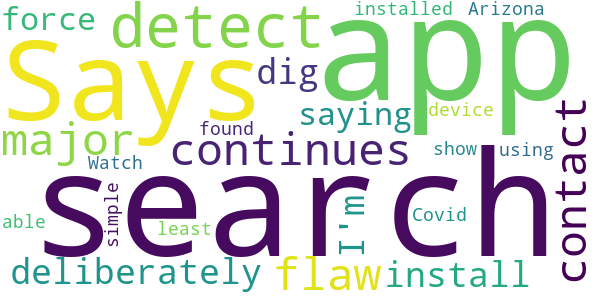 force
detect
installed
Arizona
Says
app
dig
major
saying
device
found
continues
Watch
show
using
contact
search
simple
able
least
I'm
Covid
deliberately
flaw
install